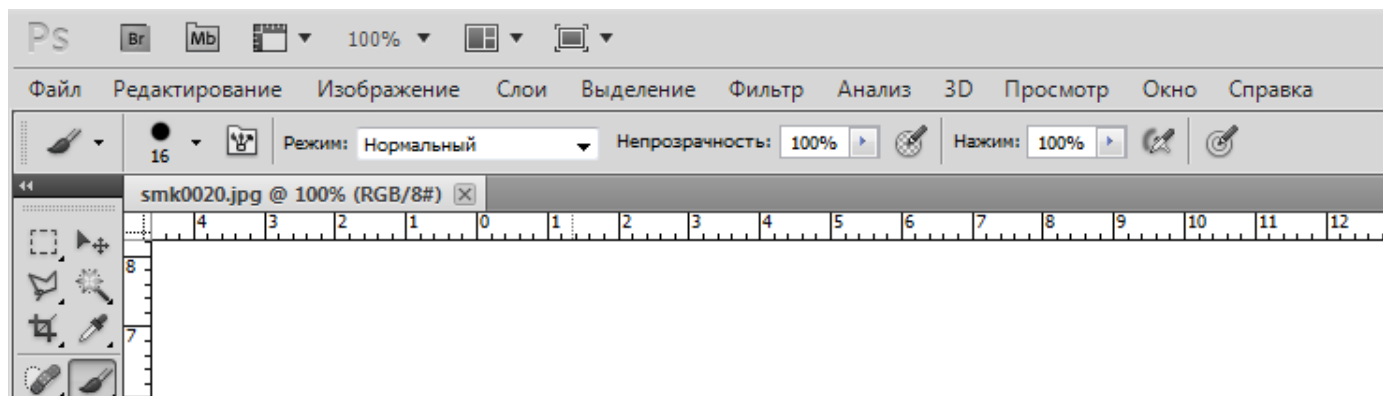 Ps Br Mb 100%
Файл Редактирование Изображение Слои Выделение Фильтр Анализ 3D Просмотр Окно Справка
16 Режим: Нормальный Непрозрачность: 100% Нажим: 100%
smk0020.jpg @ 100% (RGB/8#)
4 3 2 1 0 1 2 3 4 5 6 7 8 9 10 11 12
8
7